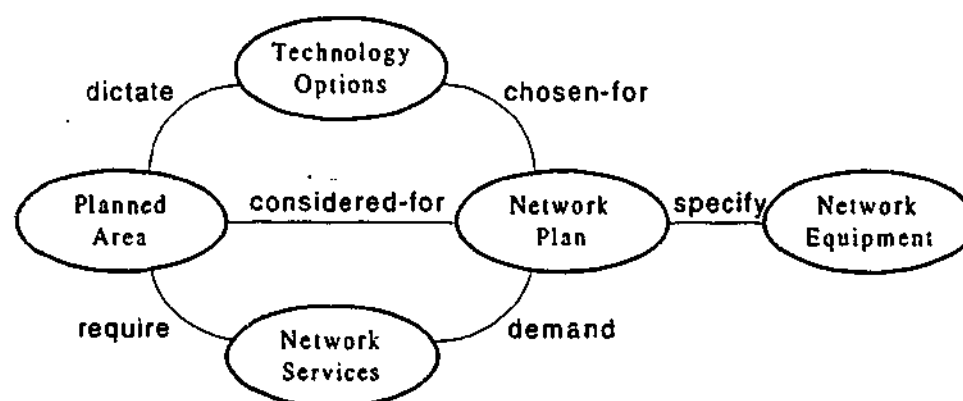 Technology
Options
dictate
chosen-for
Planned
Area
considered-for
Network
Plan
specify
Network
Equipment
require
Network
Services
demand